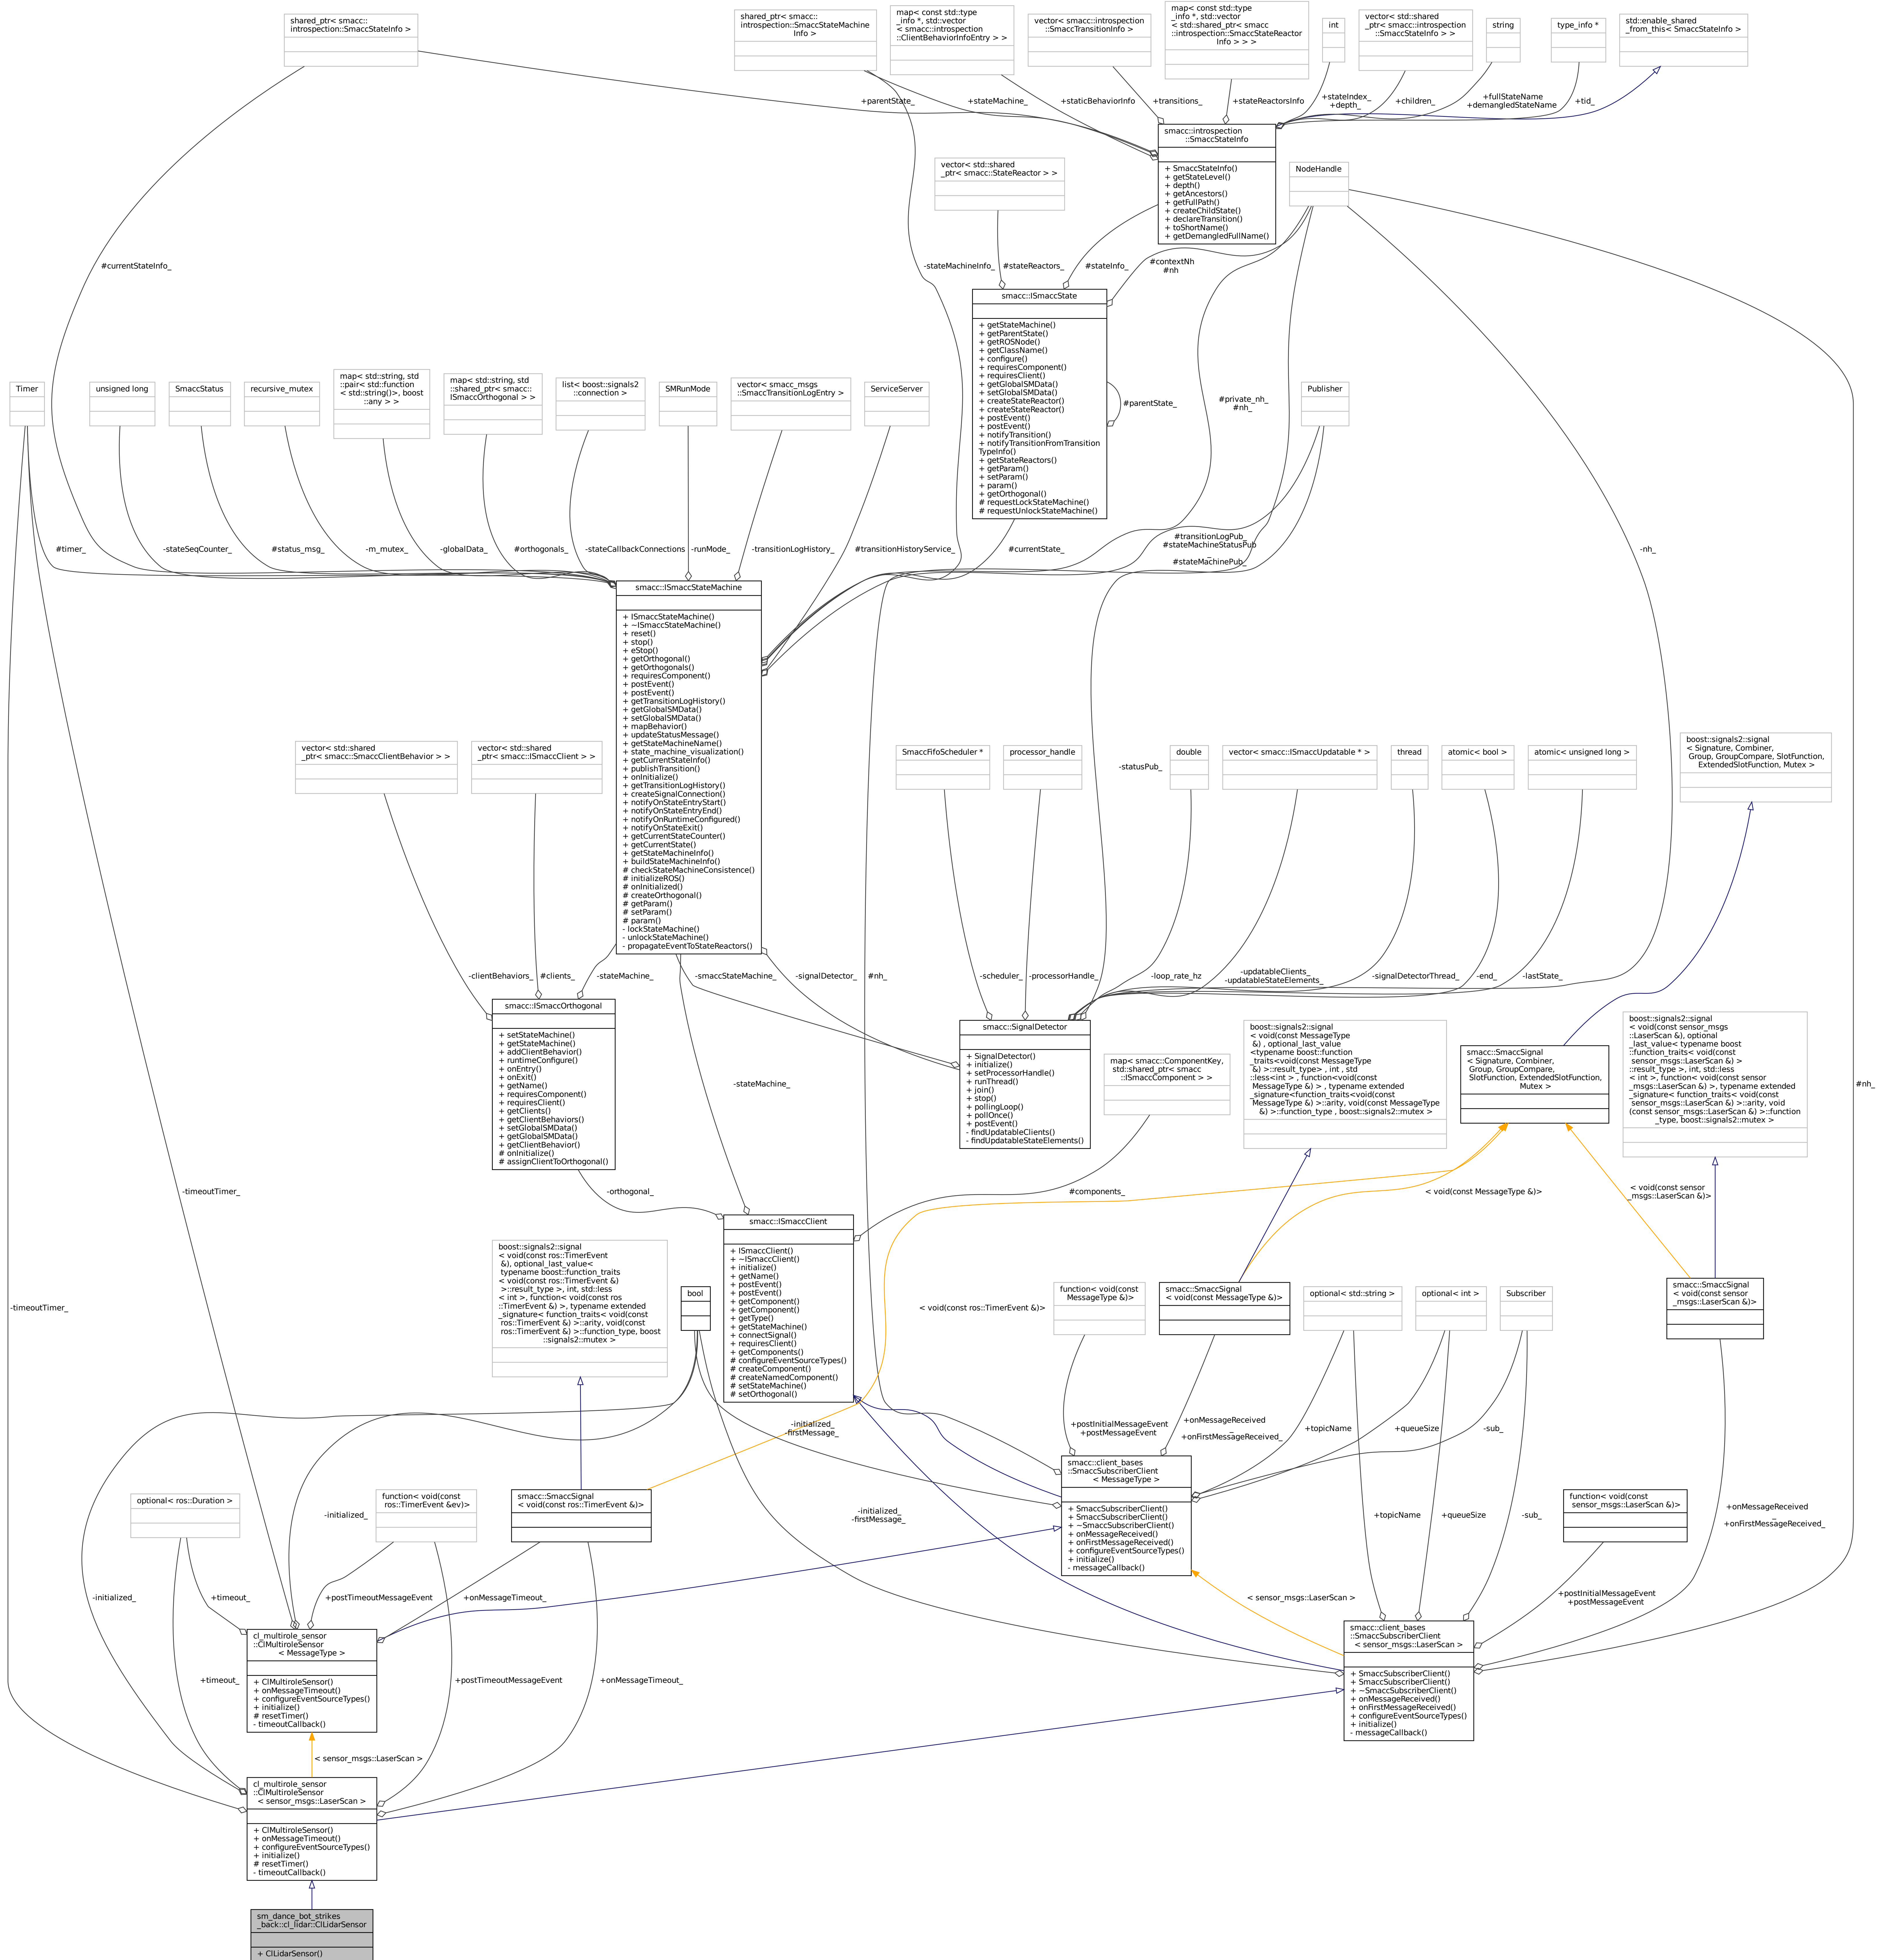 shared_ptr< smacc::
introspection::SmaccStateInfo >
shared_ptr< smacc::
introspection::SmaccStateMachine
Info >
map< const std::type
_info *, std::vector
< smacc::introspection
::ClientBehaviorInfoEntry > >
vector< smacc::introspection
::SmaccTransitionInfo >
map< const std::type
_info *, std::vector
< std::shared_ptr< smacc
::introspection::SmaccStateReactor
Info > > >
int
vector< std::shared
_ptr< smacc::introspection
::SmaccStateInfo > >
string
type_info *
std::enable_shared
_from_this< SmaccStateInfo >
+parentState_
+stateMachine_
+staticBehaviorInfo
+transitions_
+stateReactorsInfo
+stateIndex_
+depth_
+children_
+fullStateName
+demangledStateName
+tid_
smacc::introspection
::SmaccStateInfo
+ SmaccStateInfo()
+ getStateLevel()
+ depth()
+ getAncestors()
+ getFullPath()
+ createChildState()
+ declareTransition()
+ toShortName()
+ getDemangledFullName()
vector< std::shared
_ptr< smacc::StateReactor > >
NodeHandle
#currentStateInfo_
-stateMachineInfo_
#stateReactors_
#stateInfo_
#contextNh
#nh
smacc::ISmaccState
+ getStateMachine()
+ getParentState()
+ getROSNode()
+ getClassName()
+ configure()
+ requiresComponent()
+ requiresClient()
+ getGlobalSMData()
+ setGlobalSMData()
+ createStateReactor()
+ createStateReactor()
+ postEvent()
+ postEvent()
+ notifyTransition()
+ notifyTransitionFromTransition
TypeInfo()
+ getStateReactors()
+ getParam()
+ setParam()
+ param()
+ getOrthogonal()
# requestLockStateMachine()
# requestUnlockStateMachine()
#parentState_
#private_nh_
#nh_
Timer
unsigned long
SmaccStatus
recursive_mutex
map< std::string, std
::pair< std::function
< std::string()>, boost
::any > >
map< std::string, std
::shared_ptr< smacc::
ISmaccOrthogonal > >
list< boost::signals2
::connection >
SMRunMode
vector< smacc_msgs
::SmaccTransitionLogEntry >
ServiceServer
Publisher
#timer_
-stateSeqCounter_
#status_msg_
-m_mutex_
-globalData_
#orthogonals_
-stateCallbackConnections
-runMode_
-transitionLogHistory_
#transitionHistoryService_
#currentState_
#transitionLogPub_
#stateMachineStatusPub
_
#stateMachinePub_
-nh_
smacc::ISmaccStateMachine
+ ISmaccStateMachine()
+ ~ISmaccStateMachine()
+ reset()
+ stop()
+ eStop()
+ getOrthogonal()
+ getOrthogonals()
+ requiresComponent()
+ postEvent()
+ postEvent()
+ getTransitionLogHistory()
+ getGlobalSMData()
+ setGlobalSMData()
+ mapBehavior()
+ updateStatusMessage()
+ getStateMachineName()
+ state_machine_visualization()
+ getCurrentStateInfo()
+ publishTransition()
+ onInitialize()
+ getTransitionLogHistory()
+ createSignalConnection()
+ notifyOnStateEntryStart()
+ notifyOnStateEntryEnd()
+ notifyOnRuntimeConfigured()
+ notifyOnStateExit()
+ getCurrentStateCounter()
+ getCurrentState()
+ getStateMachineInfo()
+ buildStateMachineInfo()
# checkStateMachineConsistence()
# initializeROS()
# onInitialized()
# createOrthogonal()
# getParam()
# setParam()
# param()
- lockStateMachine()
- unlockStateMachine()
- propagateEventToStateReactors()
vector< std::shared
_ptr< smacc::SmaccClientBehavior > >
vector< std::shared
_ptr< smacc::ISmaccClient > >
SmaccFifoScheduler *
processor_handle
-statusPub_
double
vector< smacc::ISmaccUpdatable * >
thread
atomic< bool >
atomic< unsigned long >
boost::signals2::signal
< Signature, Combiner,
Group, GroupCompare, SlotFunction,
ExtendedSlotFunction, Mutex >
-clientBehaviors_
#clients_
-stateMachine_
-smaccStateMachine_
-signalDetector_
#nh_
-scheduler_
-processorHandle_
-loop_rate_hz
-updatableClients_
-updatableStateElements_
-signalDetectorThread_
-end_
-lastState_
smacc::ISmaccOrthogonal
+ setStateMachine()
+ getStateMachine()
+ addClientBehavior()
+ runtimeConfigure()
+ onEntry()
+ onExit()
+ getName()
+ requiresComponent()
+ requiresClient()
+ getClients()
+ getClientBehaviors()
+ setGlobalSMData()
+ getGlobalSMData()
+ getClientBehavior()
# onInitialize()
# assignClientToOrthogonal()
smacc::SignalDetector
+ SignalDetector()
+ initialize()
+ setProcessorHandle()
+ runThread()
+ join()
+ stop()
+ pollingLoop()
+ pollOnce()
+ postEvent()
- findUpdatableClients()
- findUpdatableStateElements()
map< smacc::ComponentKey,
std::shared_ptr< smacc
::ISmaccComponent > >
boost::signals2::signal
< void(const MessageType
&) , optional_last_value
<typename boost::function
_traits<void(const MessageType
&) >::result_type> , int , std
::less<int > , function<void(const
MessageType &) > , typename extended
_signature<function_traits<void(const
MessageType &) >::arity, void(const MessageType
&) >::function_type , boost::signals2::mutex >
smacc::SmaccSignal
< Signature, Combiner,
Group, GroupCompare,
SlotFunction, ExtendedSlotFunction,
Mutex >
boost::signals2::signal
< void(const sensor_msgs
::LaserScan &), optional
_last_value< typename boost
::function_traits< void(const
sensor_msgs::LaserScan &) >
::result_type >, int, std::less
< int >, function< void(const sensor
_msgs::LaserScan &) >, typename extended
_signature< function_traits< void(const
sensor_msgs::LaserScan &) >::arity, void
(const sensor_msgs::LaserScan &) >::function
_type, boost::signals2::mutex >
#nh_
-stateMachine_
-timeoutTimer_
-orthogonal_
#components_
< void(const MessageType &)>
< void(const sensor
_msgs::LaserScan &)>
smacc::ISmaccClient
+ ISmaccClient()
+ ~ISmaccClient()
+ initialize()
+ getName()
+ postEvent()
+ postEvent()
+ getComponent()
+ getComponent()
+ getType()
+ getStateMachine()
+ connectSignal()
+ requiresClient()
+ getComponents()
# configureEventSourceTypes()
# createComponent()
# createNamedComponent()
# setStateMachine()
# setOrthogonal()
boost::signals2::signal
< void(const ros::TimerEvent
&), optional_last_value<
typename boost::function_traits
< void(const ros::TimerEvent &)
>::result_type >, int, std::less
< int >, function< void(const ros
::TimerEvent &) >, typename extended
_signature< function_traits< void(const
ros::TimerEvent &) >::arity, void(const
ros::TimerEvent &) >::function_type, boost
::signals2::mutex >
bool
-timeoutTimer_
< void(const ros::TimerEvent &)>
function< void(const
MessageType &)>
smacc::SmaccSignal
< void(const MessageType &)>
optional< std::string >
optional< int >
Subscriber
smacc::SmaccSignal
< void(const sensor
_msgs::LaserScan &)>
-initialized_
-firstMessage_
+postInitialMessageEvent
+postMessageEvent
+onMessageReceived
_
+onFirstMessageReceived_
+topicName
+queueSize
-sub_
smacc::client_bases
::SmaccSubscriberClient
< MessageType >
+ SmaccSubscriberClient()
+ SmaccSubscriberClient()
+ ~SmaccSubscriberClient()
+ onMessageReceived()
+ onFirstMessageReceived()
+ configureEventSourceTypes()
+ initialize()
- messageCallback()
optional< ros::Duration >
-initialized_
function< void(const
ros::TimerEvent &ev)>
smacc::SmaccSignal
< void(const ros::TimerEvent &)>
-initialized_
-firstMessage_
+topicName
+queueSize
-sub_
function< void(const
sensor_msgs::LaserScan &)>
+onMessageReceived
_
+onFirstMessageReceived_
-initialized_
+timeout_
+postTimeoutMessageEvent
+onMessageTimeout_
< sensor_msgs::LaserScan >
+postInitialMessageEvent
+postMessageEvent
cl_multirole_sensor
::ClMultiroleSensor
< MessageType >
+ ClMultiroleSensor()
+ onMessageTimeout()
+ configureEventSourceTypes()
+ initialize()
# resetTimer()
- timeoutCallback()
+timeout_
+postTimeoutMessageEvent
+onMessageTimeout_
smacc::client_bases
::SmaccSubscriberClient
< sensor_msgs::LaserScan >
+ SmaccSubscriberClient()
+ SmaccSubscriberClient()
+ ~SmaccSubscriberClient()
+ onMessageReceived()
+ onFirstMessageReceived()
+ configureEventSourceTypes()
+ initialize()
- messageCallback()
< sensor_msgs::LaserScan >
cl_multirole_sensor
::ClMultiroleSensor
< sensor_msgs::LaserScan >
+ ClMultiroleSensor()
+ onMessageTimeout()
+ configureEventSourceTypes()
+ initialize()
# resetTimer()
- timeoutCallback()
sm_dance_bot_strikes
_back::cl_lidar::ClLidarSensor
+ ClLidarSensor()